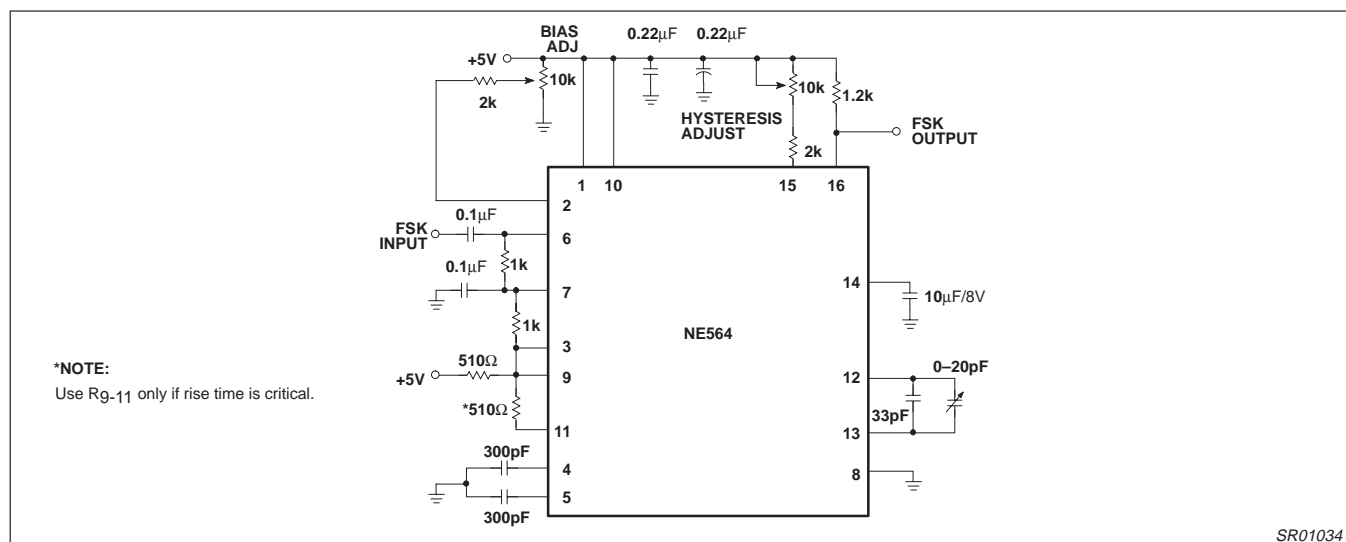 BIAS
ADJ
0.22µF
0.22µF
+5V
10k
2k
10k
1.2k
HYSTERESIS
ADJUST
FSK
OUTPUT
2k
1
10
15
16
2
0.1µF
FSK
INPUT
6
1k
0.1µF
7
14
10µF/8V
1k
NE564
3
*NOTE:
510Ω
0–20pF
+5V
9
12
Use R9-11 only if rise time is critical.
*510Ω
33pF
11
13
300pF
4
8
5
300pF
SR01034